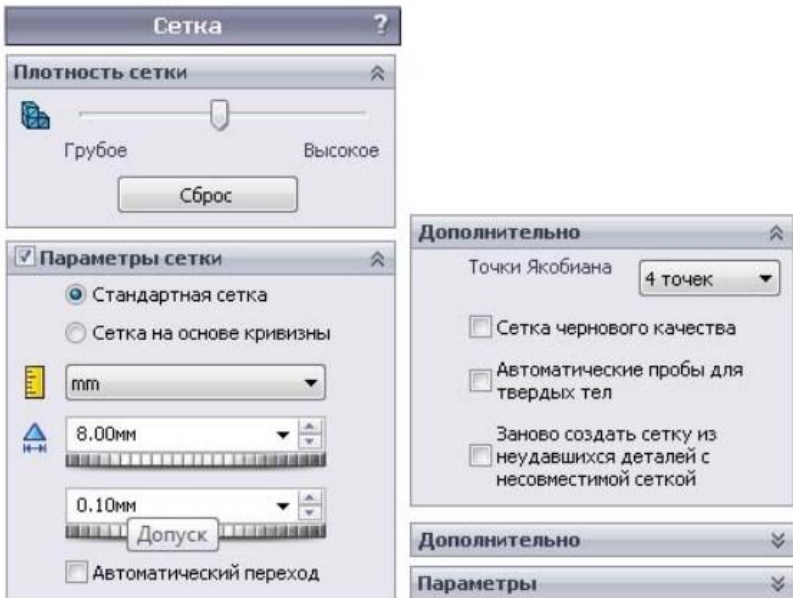 Сетка ?
Плотность сетки
Грубое Высокое
Сброс
Параметры сетки
Стандартная сетка
Сетка на основе кривизны
mm
8.00мм
0.10мм
Допуск
Автоматический переход
Дополнительно
Точки Якобиана 4 точек
Сетка чернового качества
Автоматические пробы для
твердых тел
Заново создать сетку из
неудавшихся деталей с
несовместимой сеткой
Дополнительно
Параметры